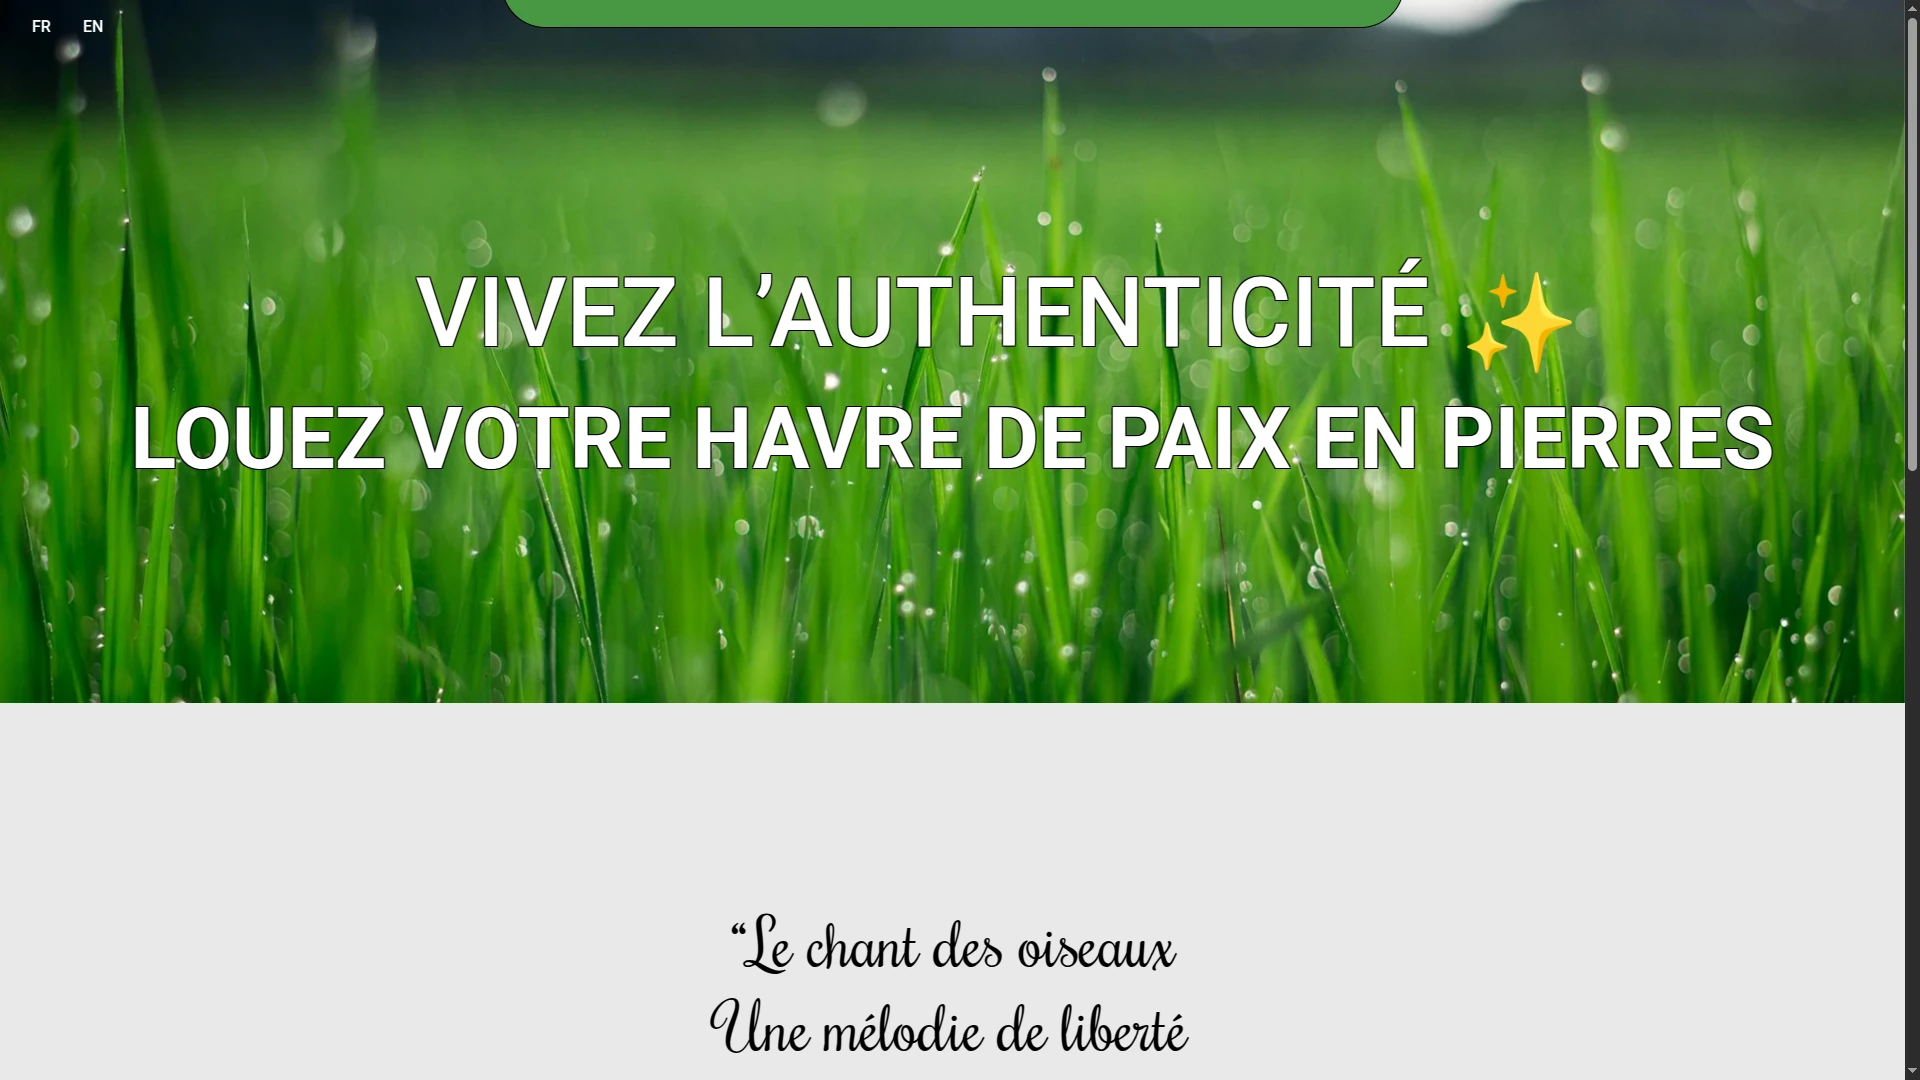 FR EN
VIVEZ L’AUTHENTICITÉ ✨
LOUEZ VOTRE HAVRE DE PAIX EN PIERRES
“Le chant des oiseaux
Une mélodie de liberté